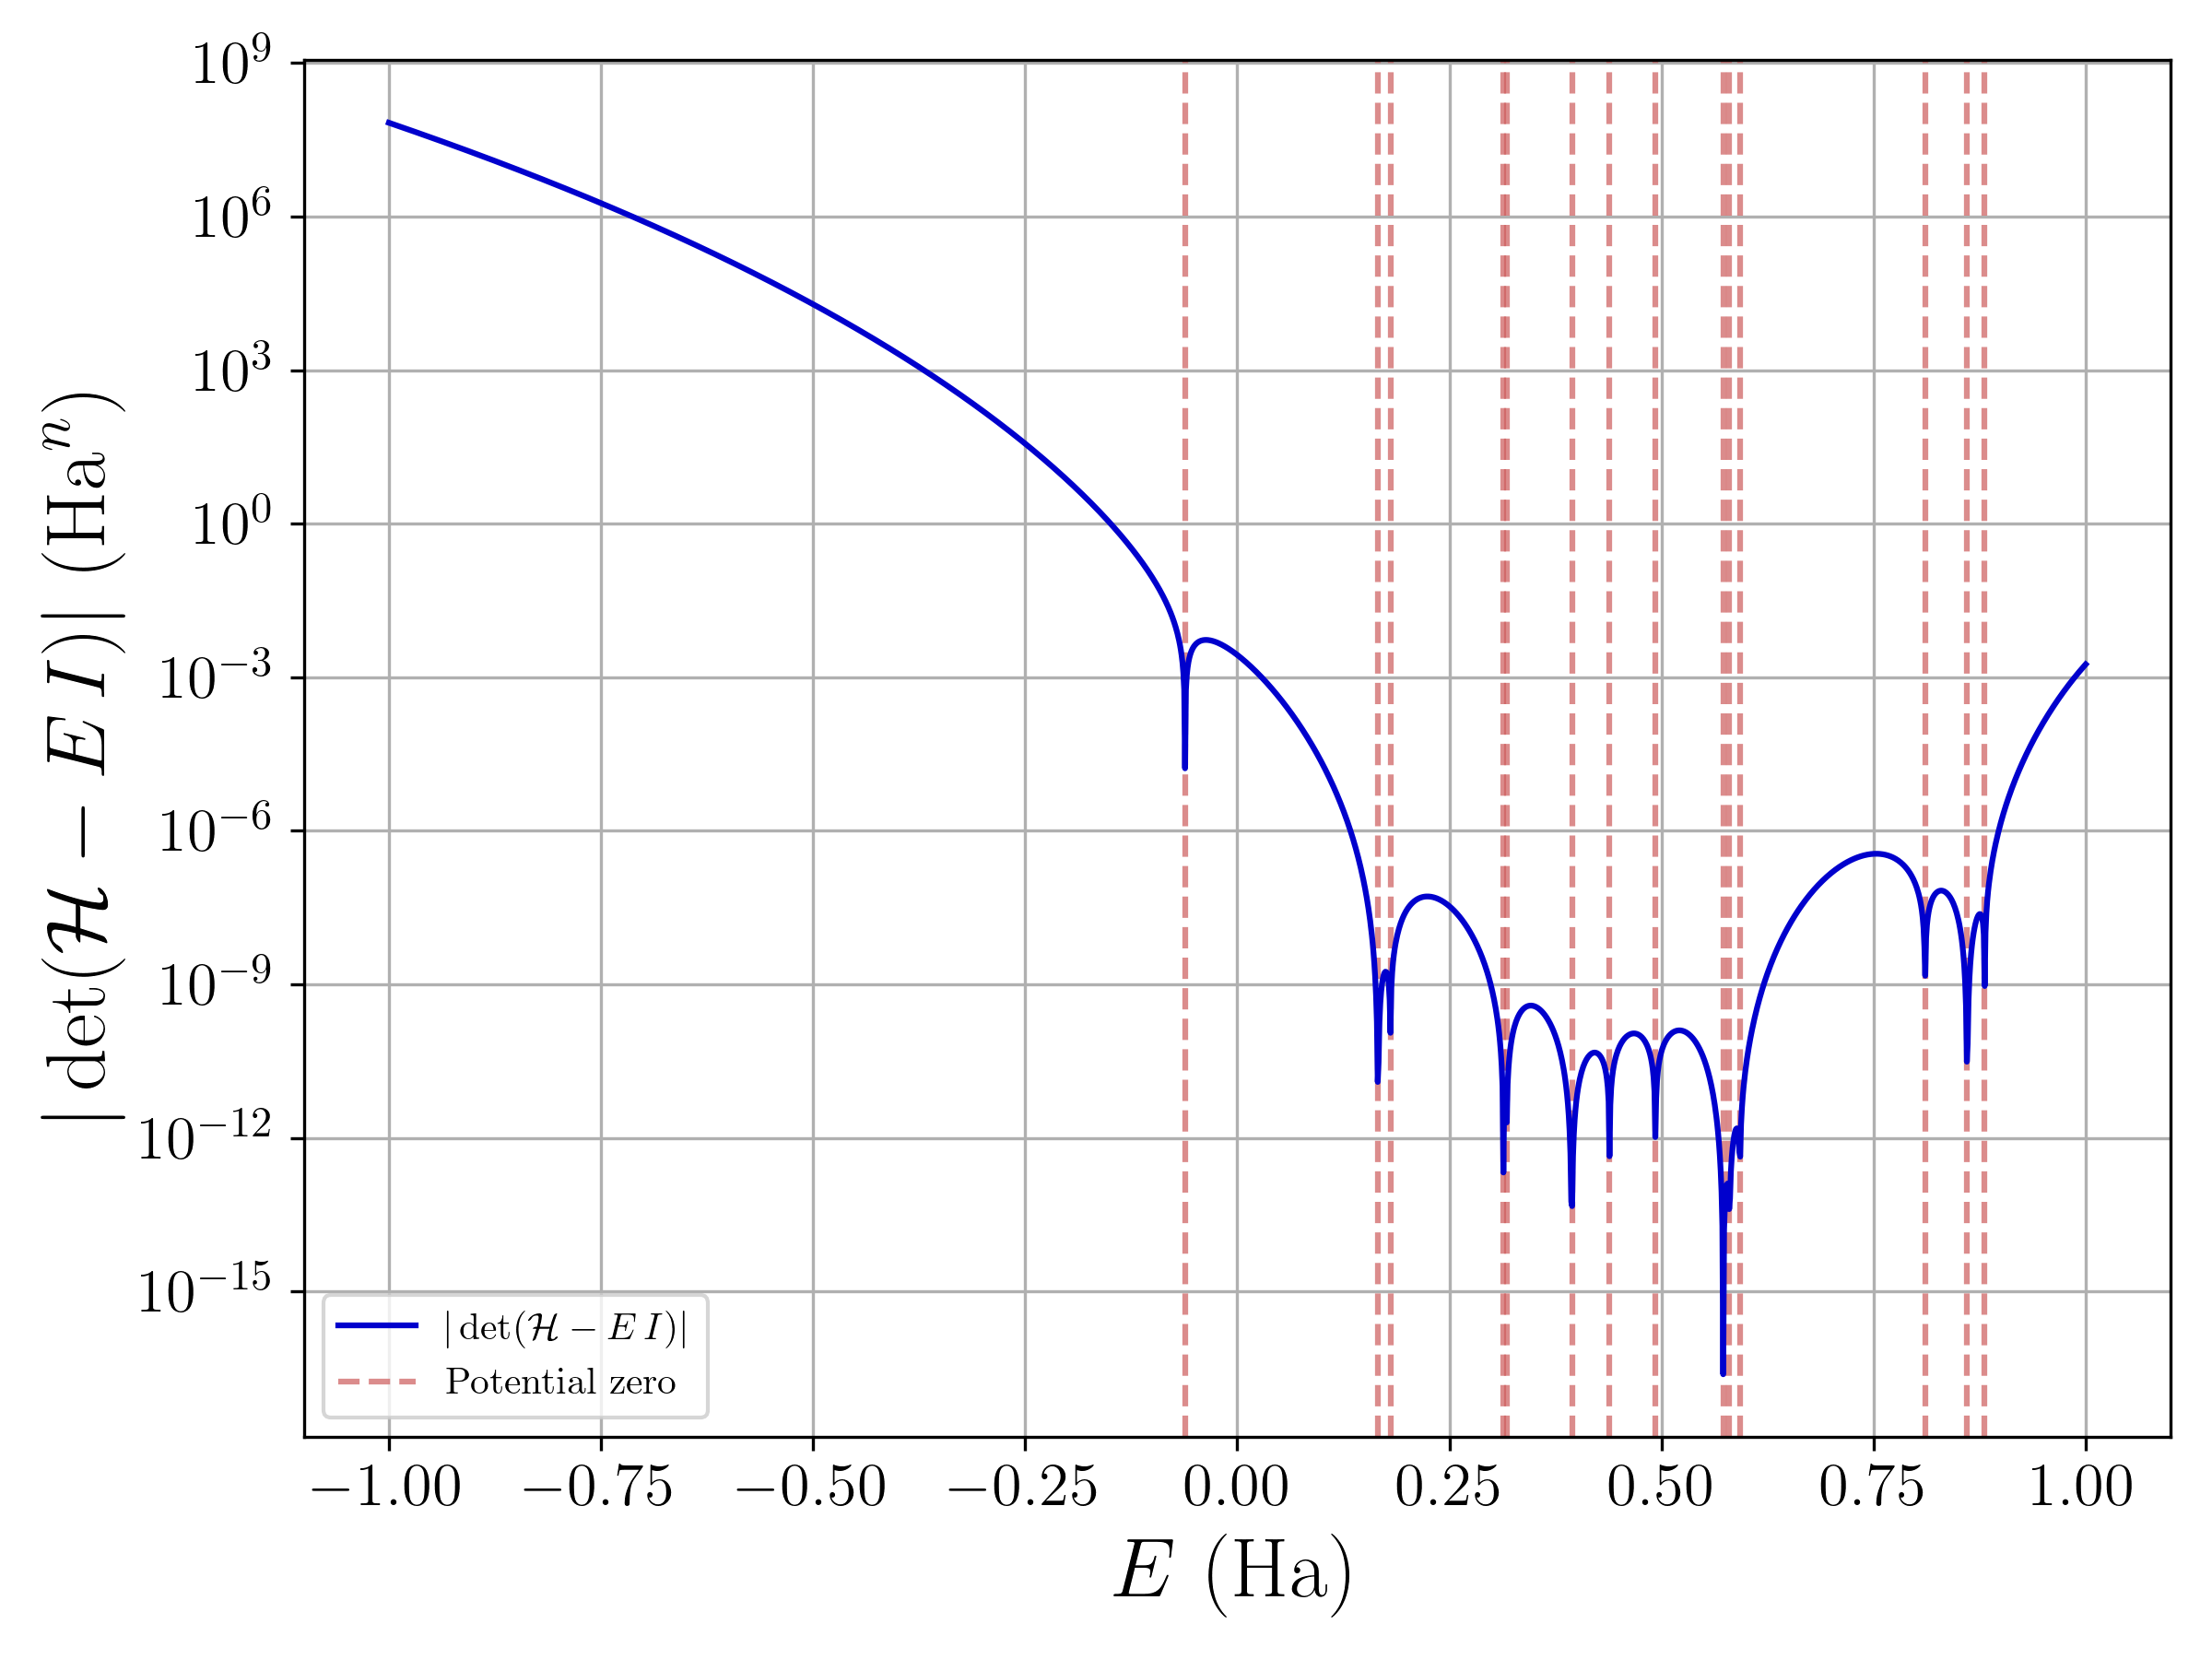 10^9
10^6
10^3
10^0
10^{-3}
10^{-6}
10^{-9}
10^{-12}
10^{-15}
|det(ℋ − E I)| (Ha^n)
|det(ℋ − E I)|
Potential zero
−1.00 −0.75 −0.50 −0.25 0.00 0.25 0.50 0.75 1.00
E (Ha)